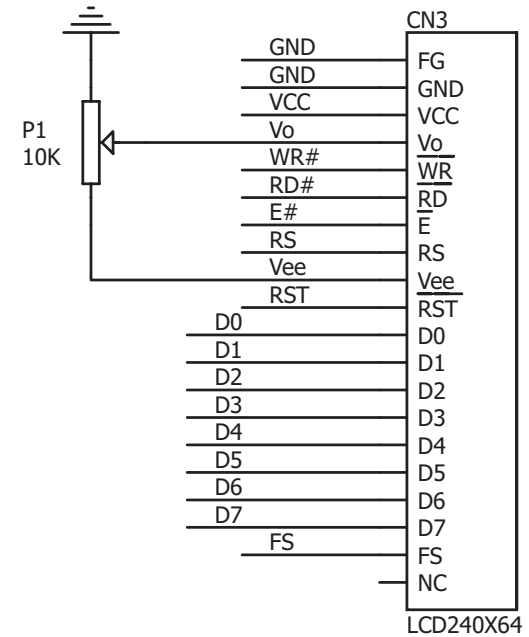 CN3
GND FG
GND GND
VCC VCC
P1 Vo Vo
10K WR# WR
RD# RD
E# E
RS RS
Vee Vee
RST RST
D0 D0
D1 D1
D2 D2
D3 D3
D4 D4
D5 D5
D6 D6
D7 D7
FS FS
NC
LCD240X64